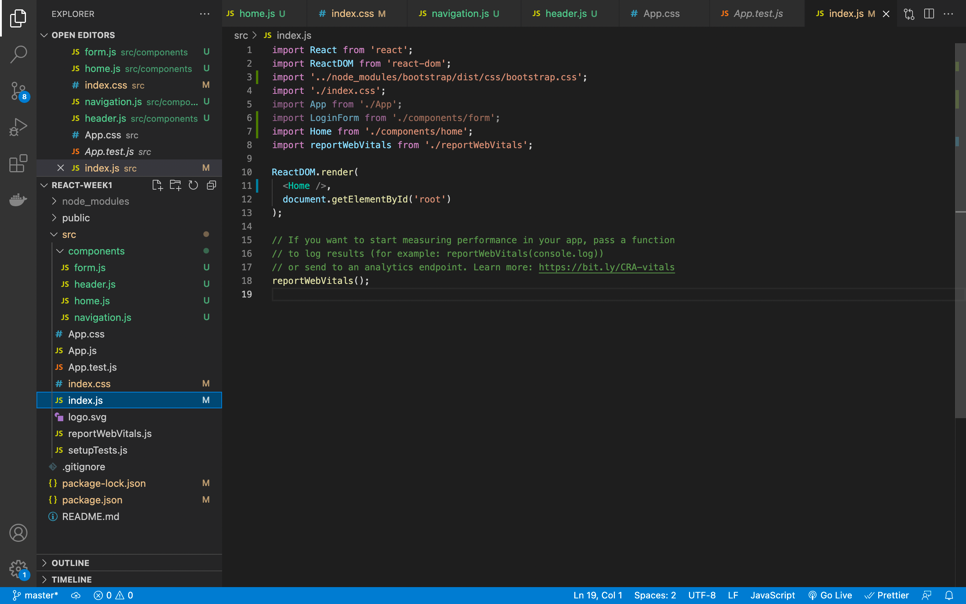 EXPLORER
OPEN EDITORS
JS form.js src/components U
JS home.js src/components U
# index.css src M
JS navigation.js src/compo... U
JS header.js src/components U
# App.css src
JS App.test.js src
JS index.js src M
REACT-WEEK1
node_modules
public
src
components
JS form.js U
JS header.js U
JS home.js U
JS navigation.js U
# App.css
JS App.js
JS App.test.js
# index.css M
JS index.js M
logo.svg
JS reportWebVitals.js
JS setupTests.js
.gitignore
{} package-lock.json M
{} package.json M
README.md
OUTLINE
TIMELINE
8
1
JS home.js U # index.css M JS navigation.js U JS header.js U # App.css JS App.test.js JS index.js M
src > JS index.js
1 import React from 'react';
2 import ReactDOM from 'react-dom';
3 import '../node_modules/bootstrap/dist/css/bootstrap.css';
4 import './index.css';
5 import App from './App';
6 import LoginForm from './components/form';
7 import Home from './components/home';
8 import reportWebVitals from './reportWebVitals';
9
10 ReactDOM.render(
11 <Home />,
12 document.getElementById('root')
13 );
14
15 // If you want to start measuring performance in your app, pass a function
16 // to log results (for example: reportWebVitals(console.log))
17 // or send to an analytics endpoint. Learn more: https://bit.ly/CRA-vitals
18 reportWebVitals();
19
master* 0 0 Ln 19, Col 1 Spaces: 2 UTF-8 LF JavaScript Go Live Prettier